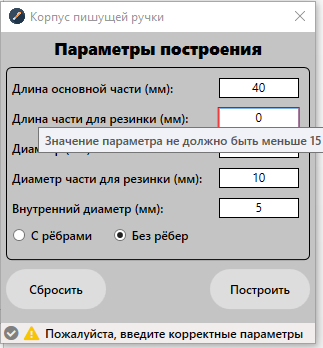 Корпус пишущей ручки
Параметры построения
Длина основной части (мм):
40
Длина части для резинки (мм):
0
Значение параметра не должно быть меньше 15
Диаметр части для резинки (мм):
10
Внутренний диаметр (мм):
5
С рёбрами
Без рёбер
Сбросить
Построить
Пожалуйста, введите корректные параметры